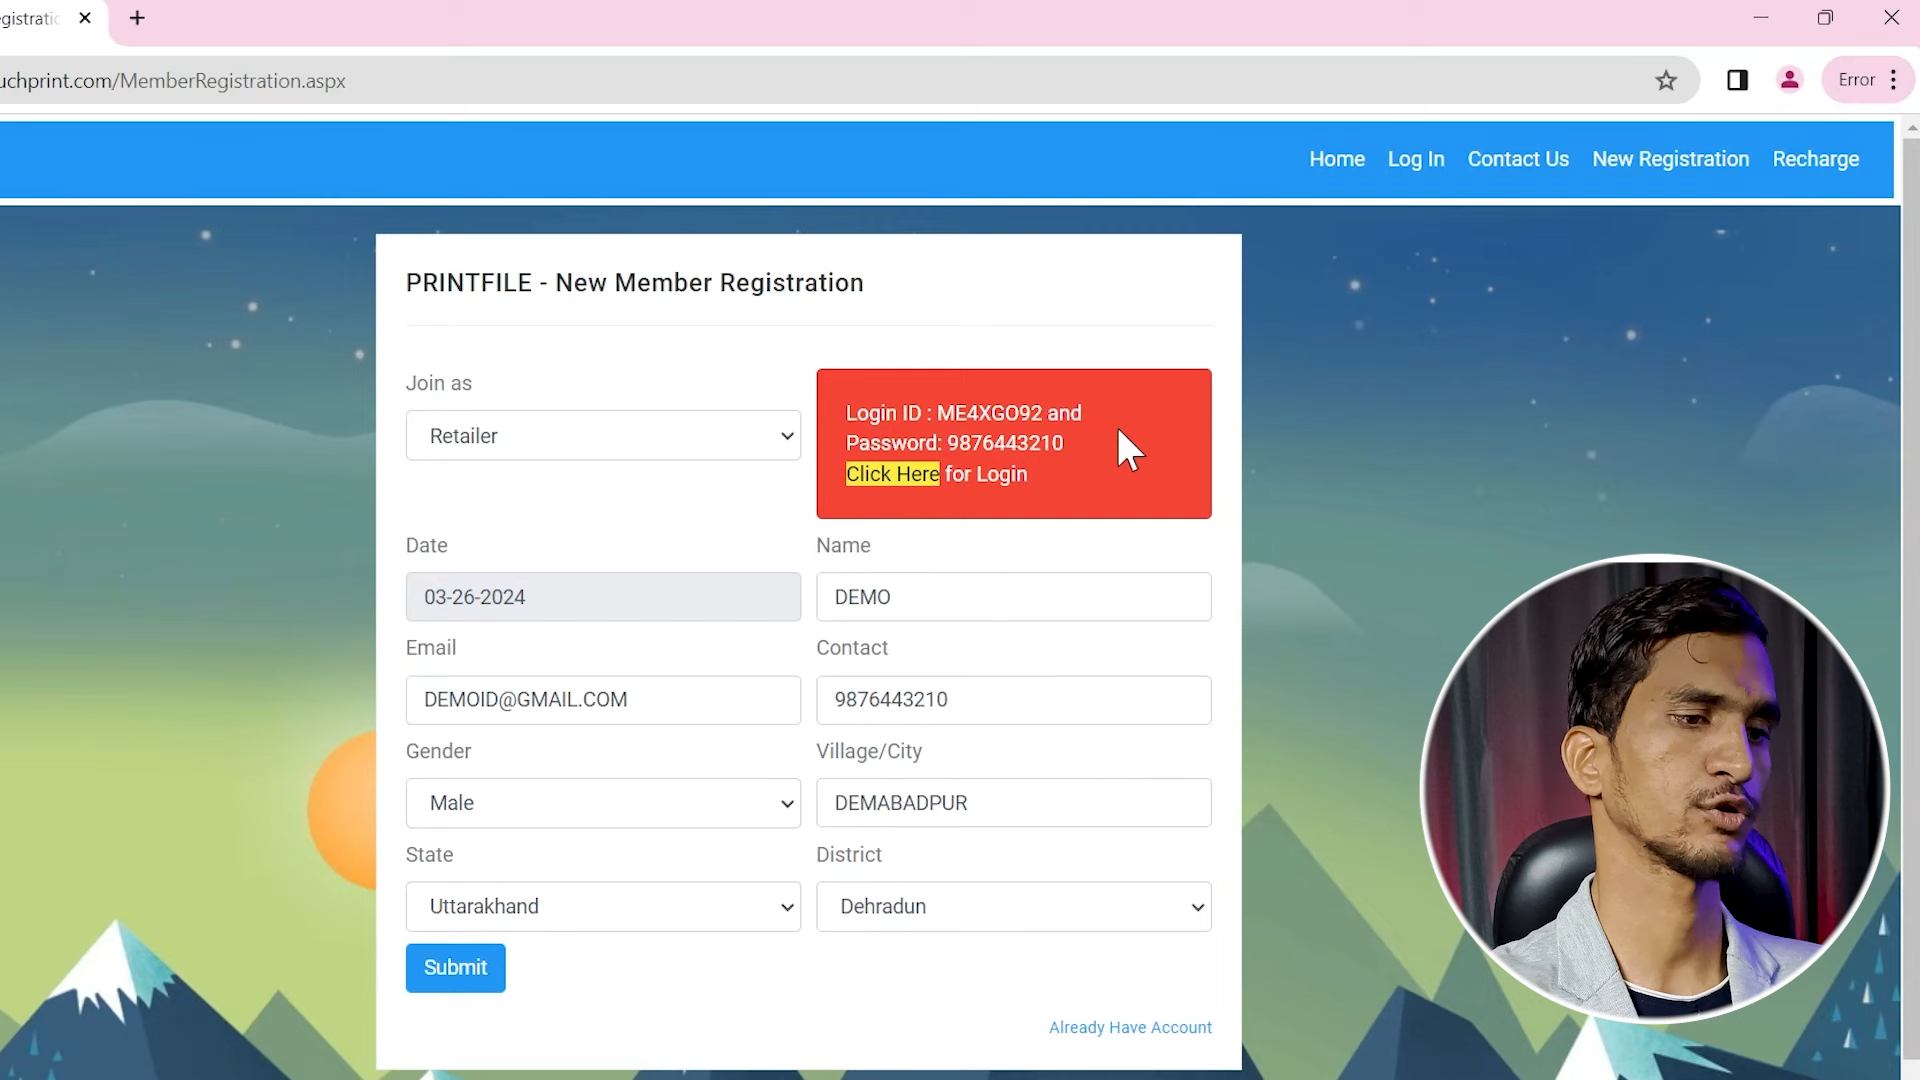 uchprint.com/MemberRegistration.aspx
Error
Home Log In Contact Us New Registration Recharge
PRINTFILE - New Member Registration
Join as
Retailer
Login ID : ME4XGO92 and
Password: 9876443210
Click Here for Login
Date
Name
03-26-2024
DEMO
Email
Contact
DEMOID@GMAIL.COM
9876443210
Gender
Village/City
Male
DEMABADPUR
State
District
Uttarakhand
Dehradun
Submit
Already Have Account